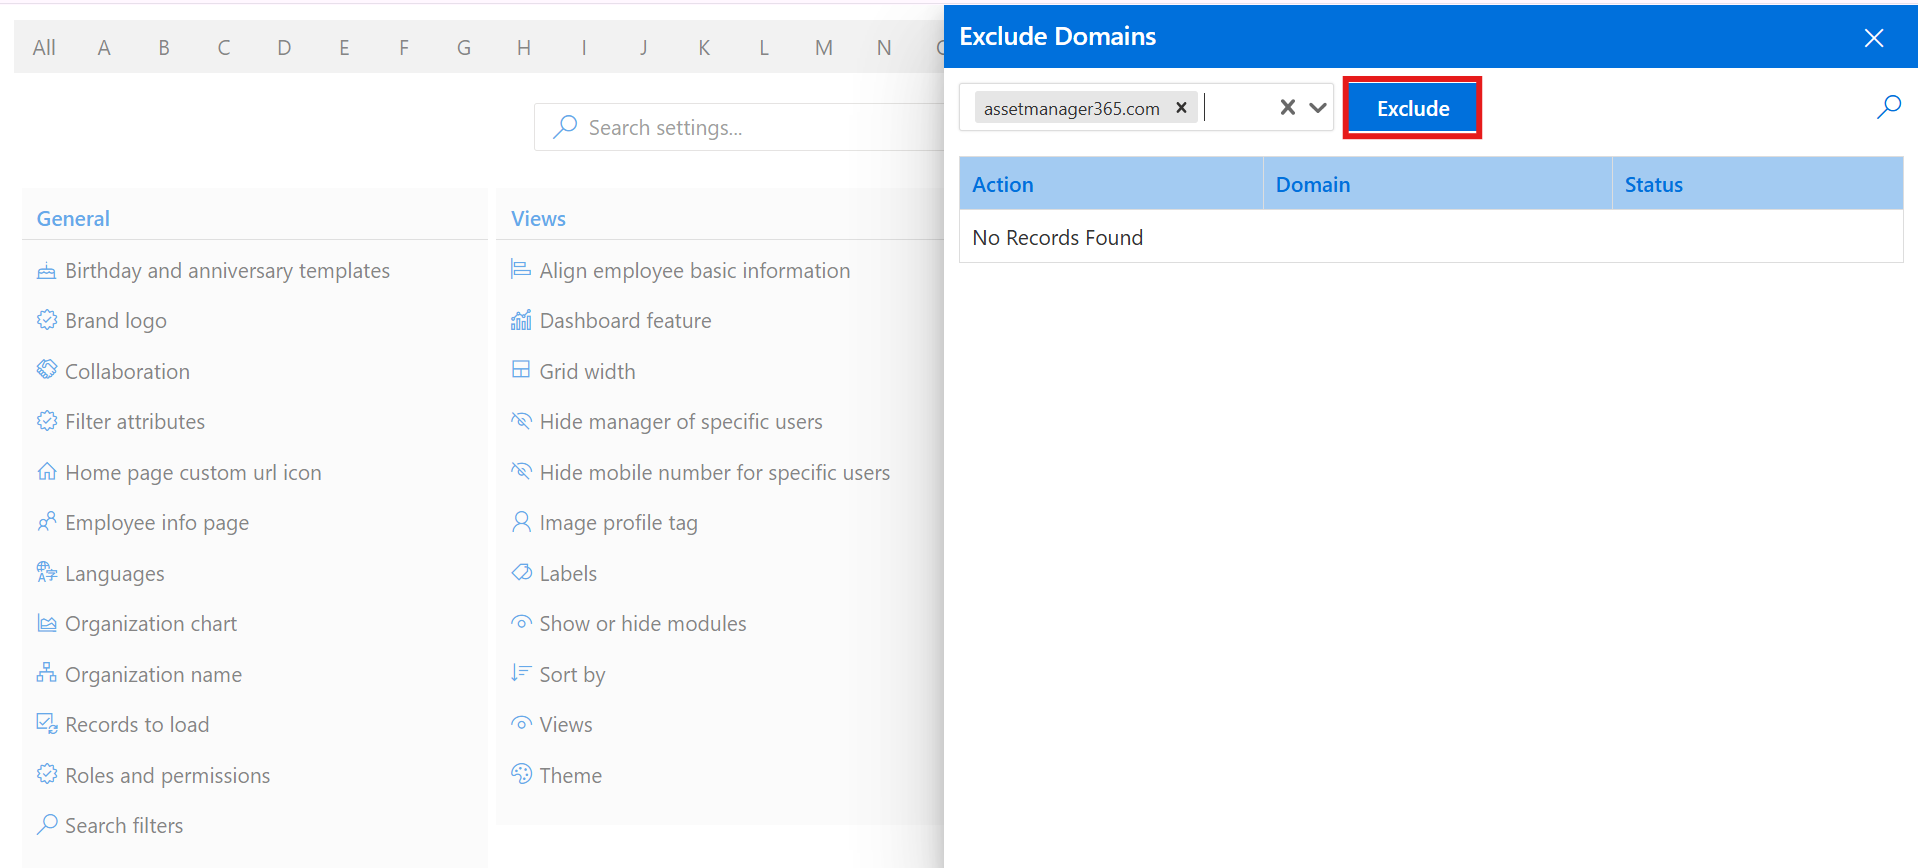 All A B C D E F G H I J K L M N
Search settings...
General
Birthday and anniversary templates
Brand logo
Collaboration
Filter attributes
Home page custom url icon
Employee info page
Languages
Organization chart
Organization name
Records to load
Roles and permissions
Search filters
Views
Align employee basic information
Dashboard feature
Grid width
Hide manager of specific users
Hide mobile number for specific users
Image profile tag
Labels
Show or hide modules
Sort by
Views
Theme
Exclude Domains
assetmanager365.com
Exclude
Action Domain Status
No Records Found